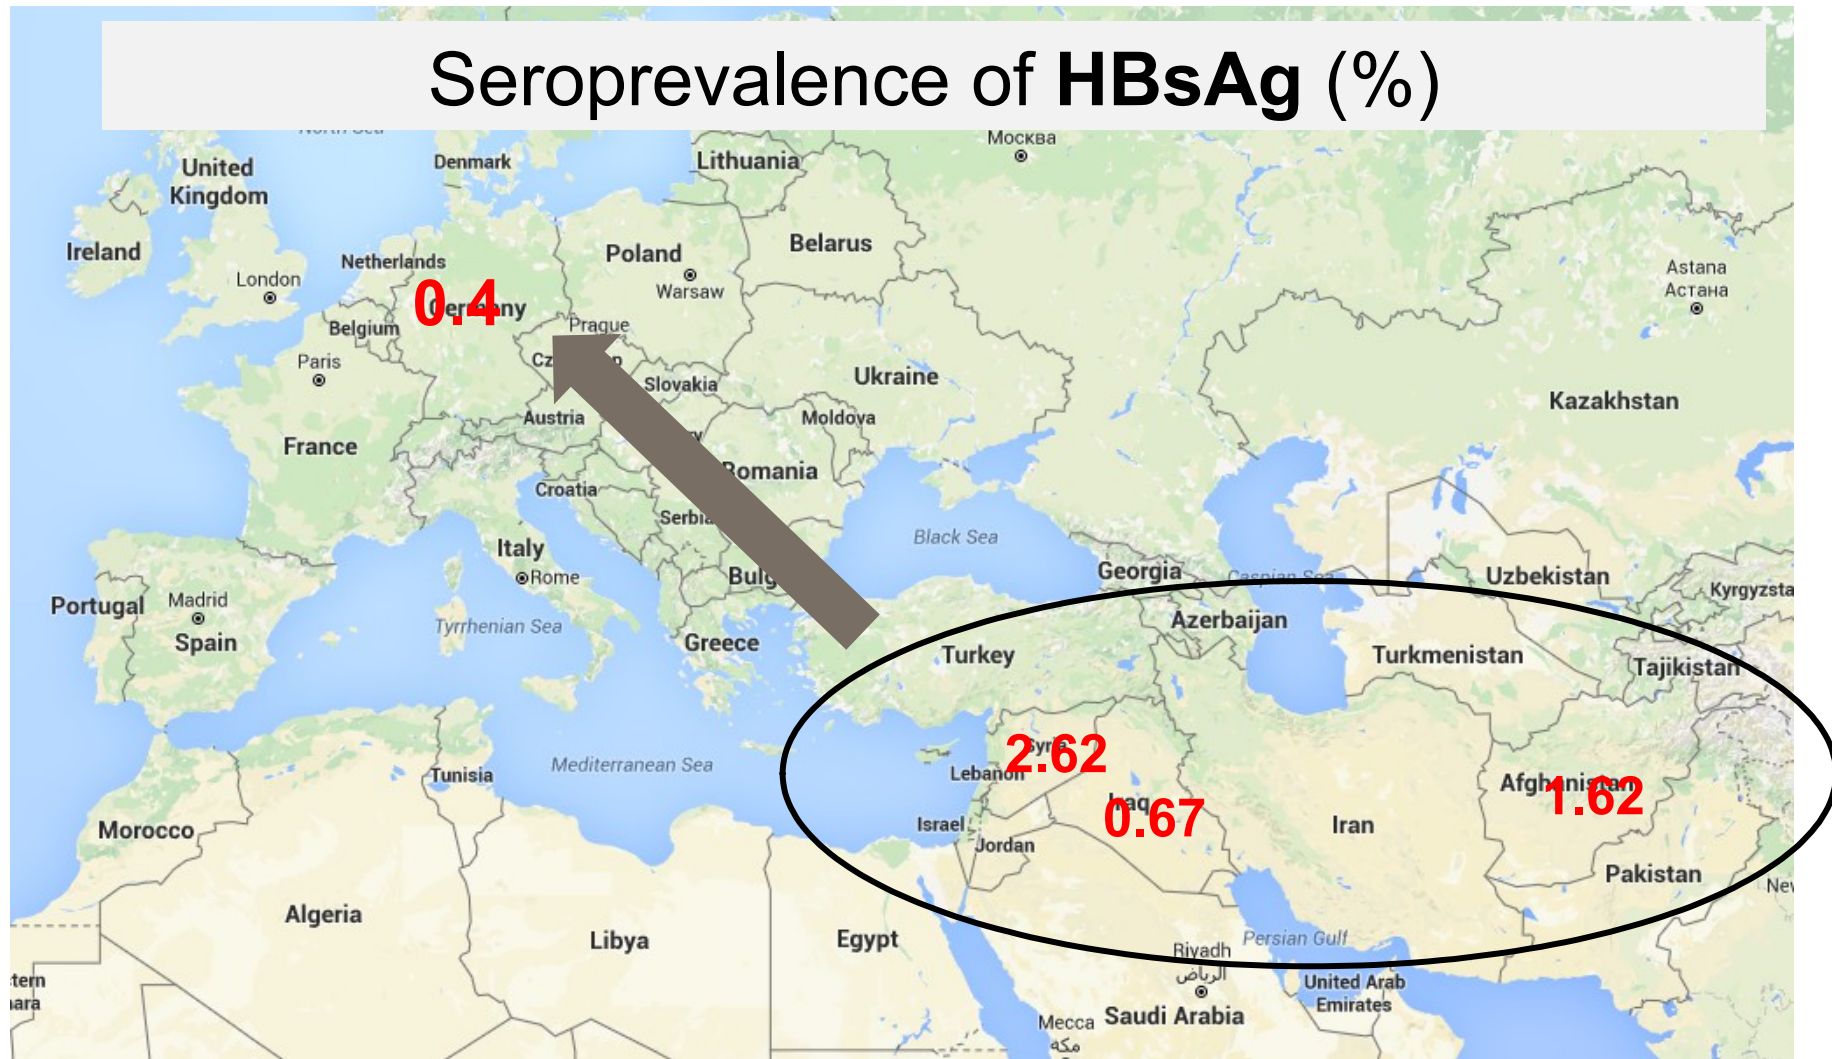 Seroprevalence of HBsAg (%)
Москва
United
Kingdom
Denmark
Lithuania
Ireland
London
Netherlands
Poland
Warsaw
Belarus
Astana
Астана
0.4
Belgium
Prague
Paris
Slovakia
Ukraine
Kazakhstan
Austria
Moldova
France
Romania
Croatia
Black Sea
Italy
Rome
Georgia
Caspian Sea
Uzbekistan
Portugal
Madrid
Spain
Tyrrhenian Sea
Greece
Azerbaijan
Turkey
Turkmenistan
Tajikistan
2.62
Lebanon
Mediterranean Sea
Tunisia
Afghanistan
1.62
0.67
Iran
Israel
Jordan
Morocco
Pakistan
Algeria
Libya
Egypt
Riyadh
الرياض
Persian Gulf
United Arab
Emirates
Mecca
مكة
Saudi Arabia